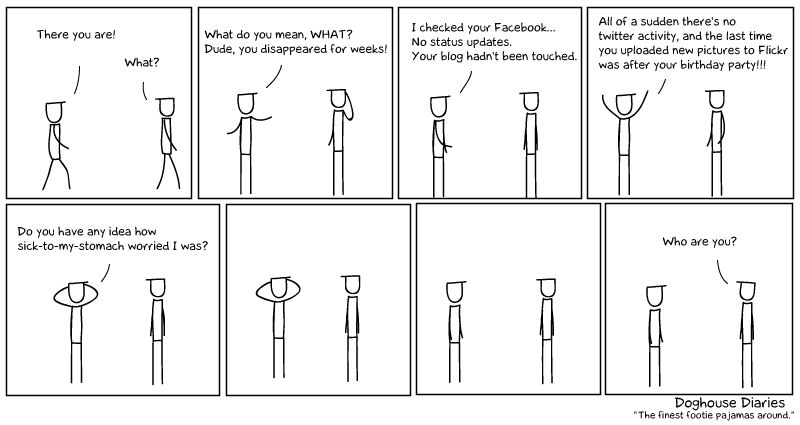 There you are!
What?
What do you mean, WHAT?
Dude, you disappeared for weeks!
I checked your Facebook...
No status updates.
Your blog hadn't been touched.
All of a sudden there's no
twitter activity, and the last time
you uploaded new pictures to Flickr
was after your birthday party!!!
Do you have any idea how
sick-to-my-stomach worried I was?
Who are you?
Doghouse Diaries
"The finest footie pajamas around."